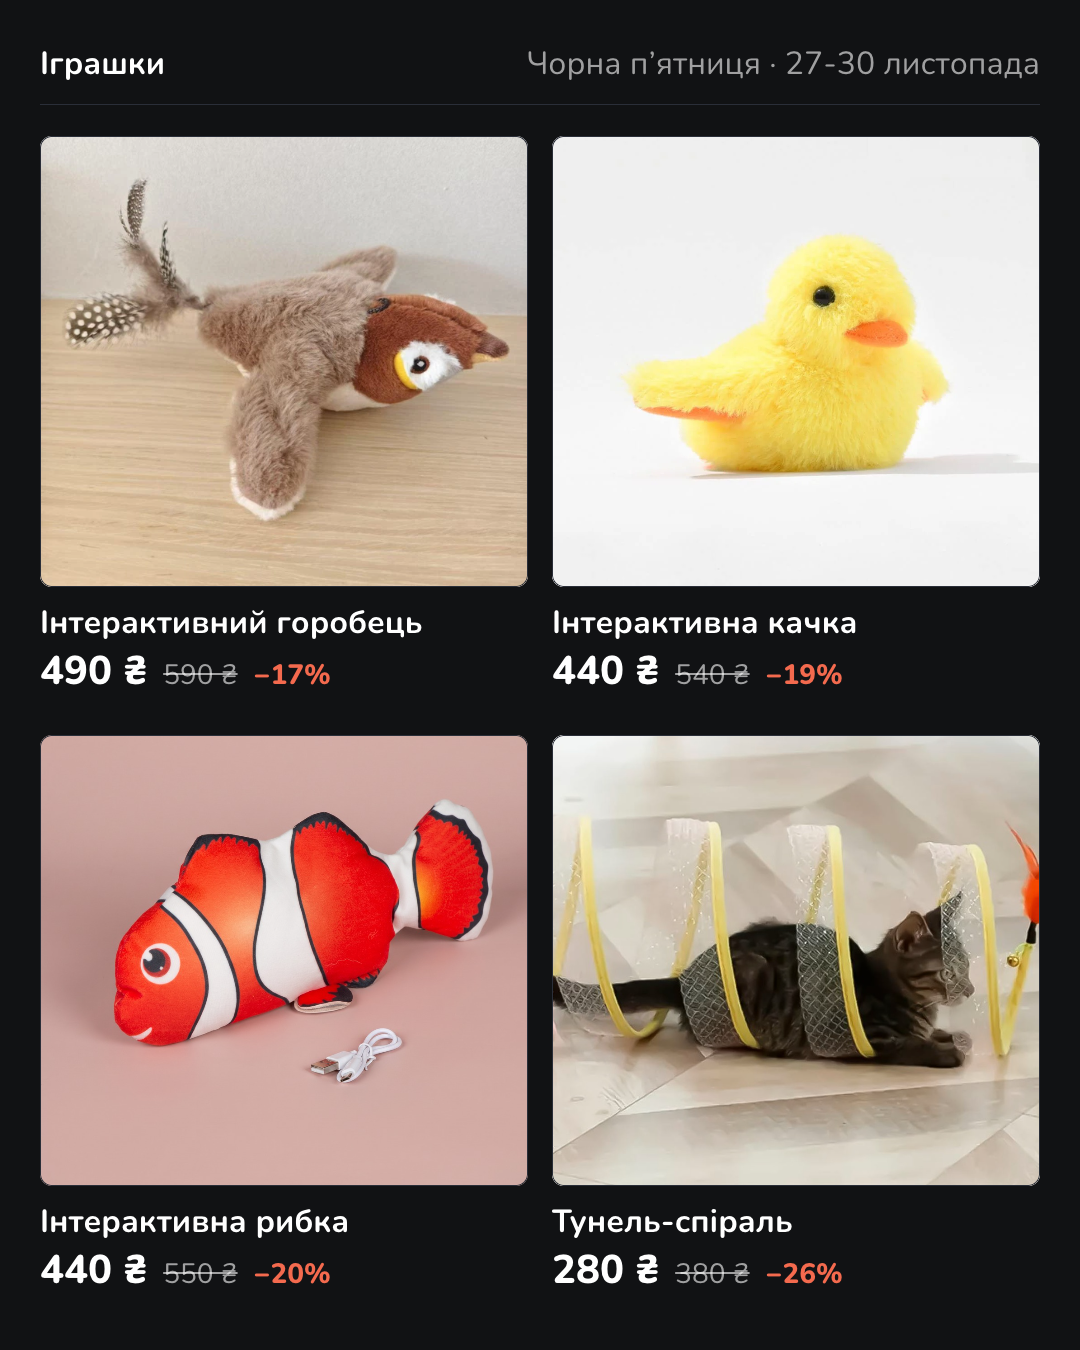 Іграшки
Чорна п’ятниця · 27-30 листопада
Інтерактивний горобець
490 ₴ 590 ₴ –17%
Інтерактивна качка
440 ₴ 540 ₴ –19%
Інтерактивна рибка
440 ₴ 550 ₴ –20%
Тунель-спіраль
280 ₴ 380 ₴ –26%